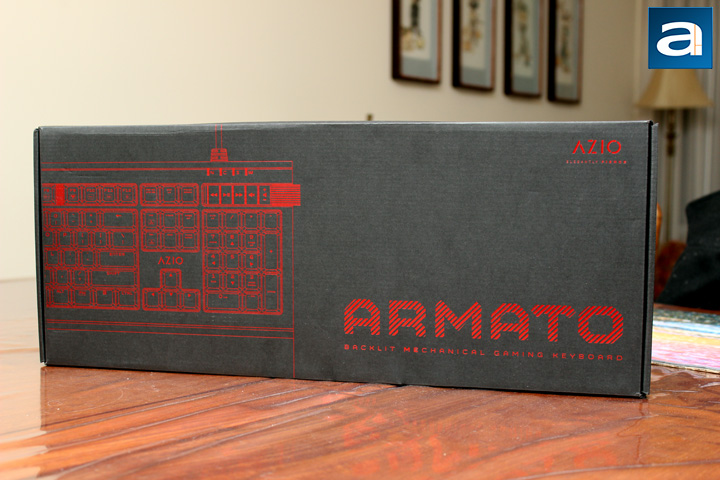 AZIO
ARMATO
BACKLIT MECHANICAL GAMING KEYBOARD
AZIO
a